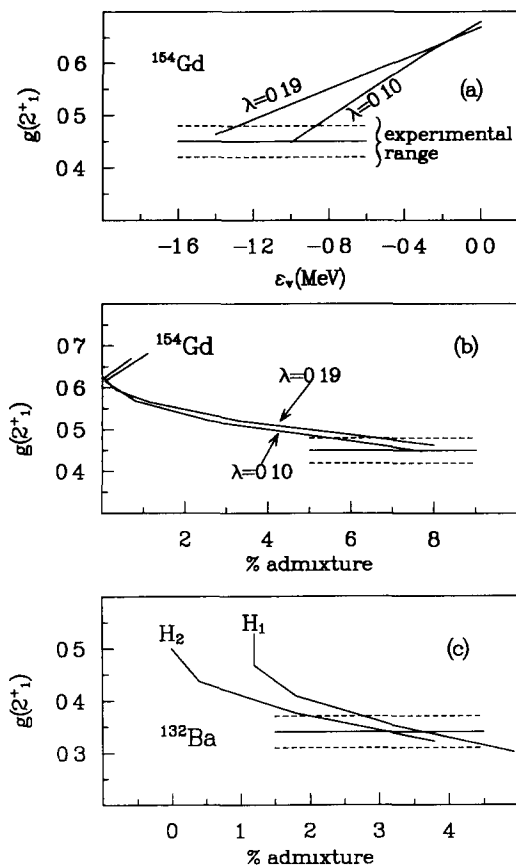 0 6
0 5
0 4
g(2⁺₁)
¹⁵⁴Gd
λ=0 19
λ=0 10
(a)
experimental
range
−1 6 −1 2 −0 8 −0 4 0 0
ε_v(MeV)
0 7
0 6
0 5
0 4
g(2⁺₁)
¹⁵⁴Gd
(b)
λ=0 19
λ=0 10
2 4 6 8
% admixture
0 5
0 4
0 3
g(2⁺₁)
H₂
H₁
(c)
¹³²Ba
0 1 2 3 4
% admixture